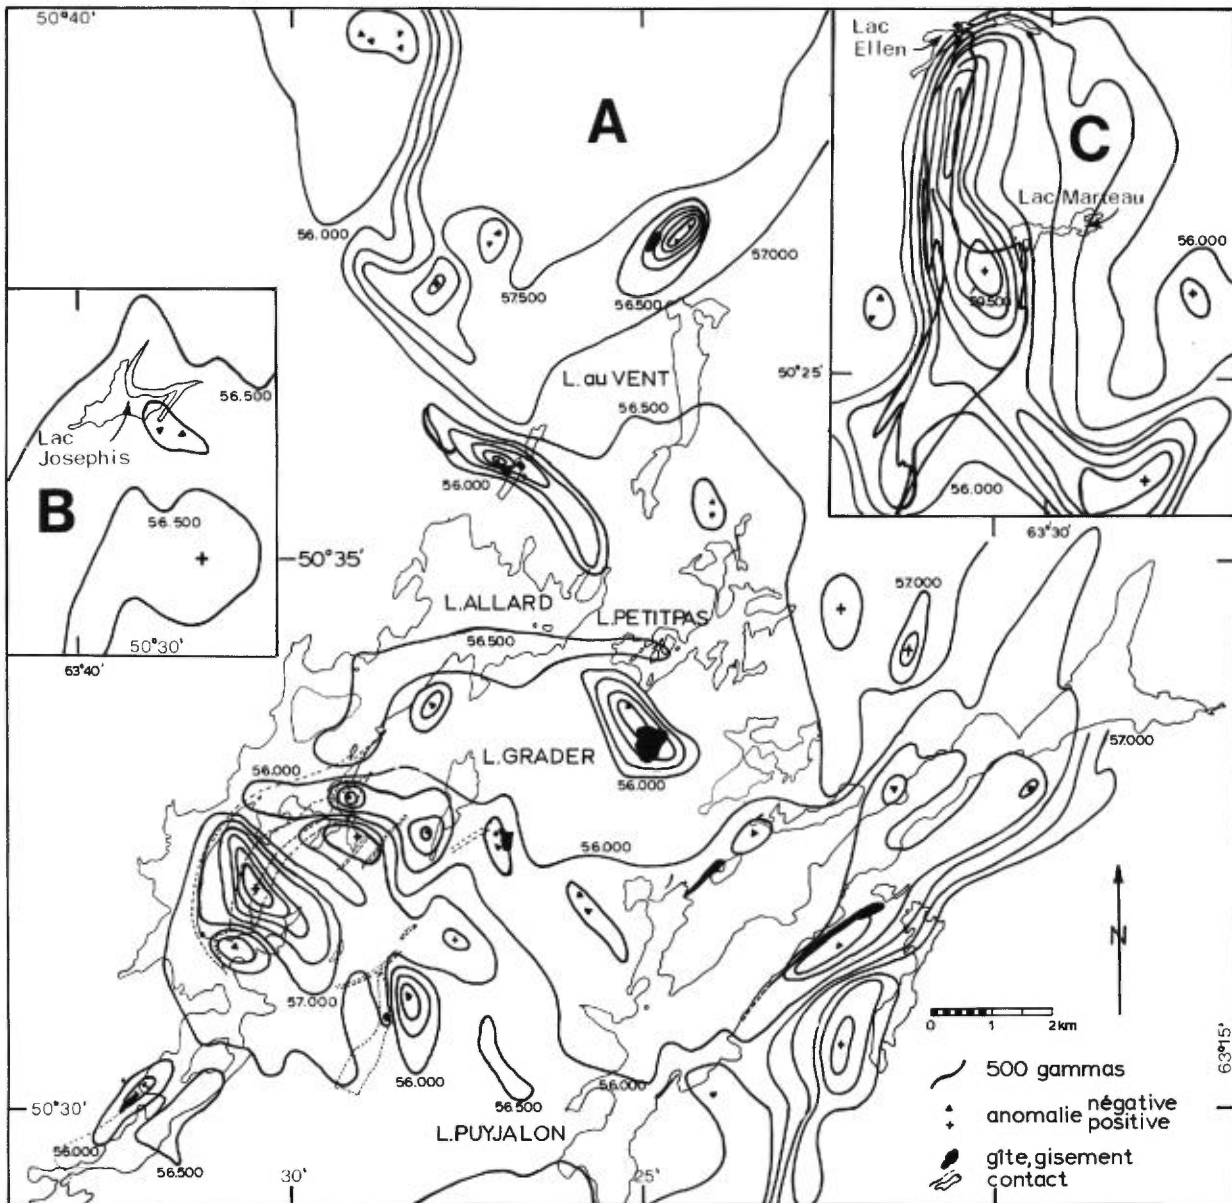 50°40'
A
Lac
Ellen
C
Lac Marteau
56.000
56.000
57.500
57.000
56.500
50°25'
L. au VENT
56.500
56.500
Lac
Josephis
B
56.500
56.000
56.000
63°30'
50°35'
50°30'
63°40'
L. ALLARD
L. PETITPAS
56.500
57.000
57.000
L. GRADER
56.000
56.000
56.000
N
57.000
0 1 2 km
63°15'
56.000
56.500
56.000
500 gammas
anomalie négative
positive
50°30'
L. PUYJALON
gîte, gisement
contact
56.000
56.500
30'
25'